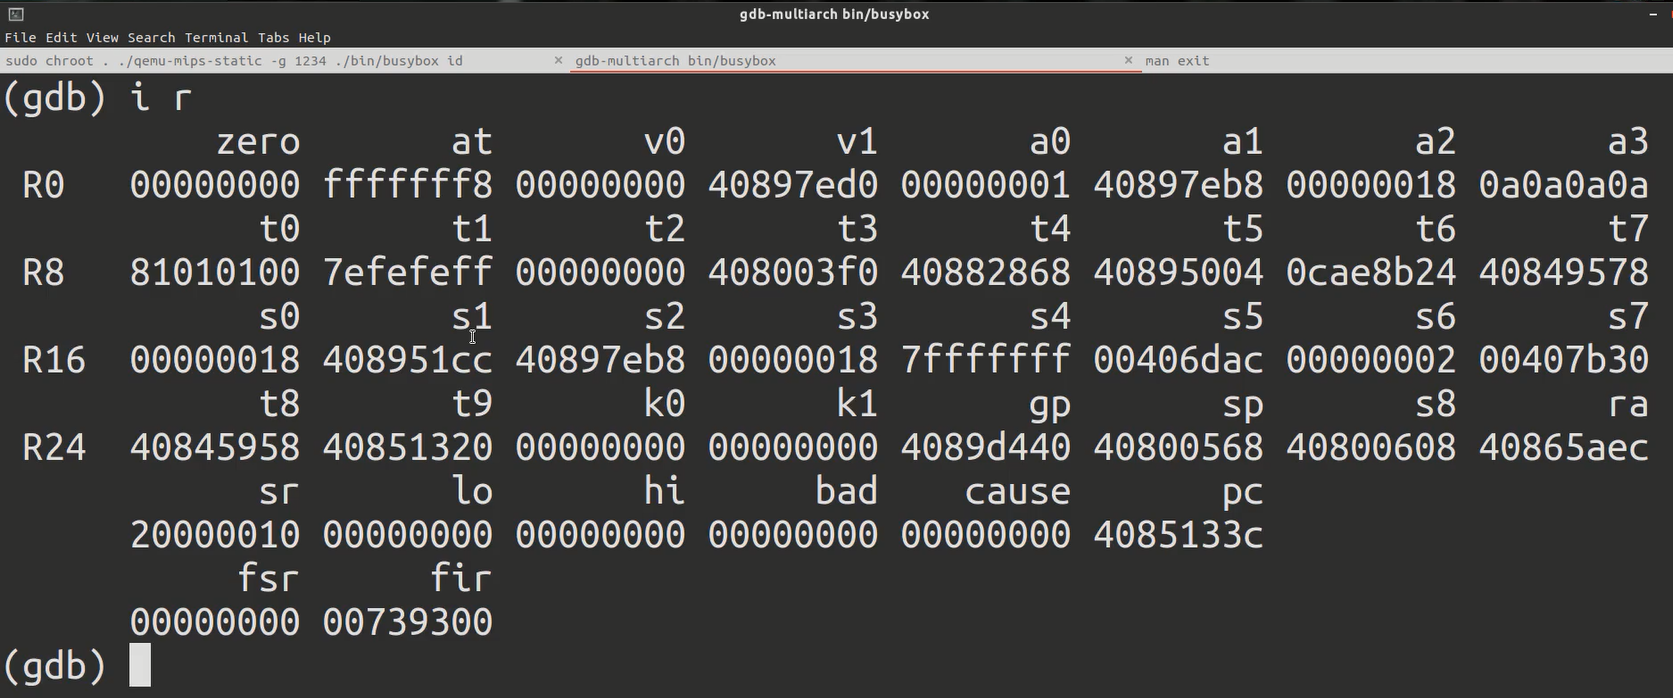 gdb-multiarch bin/busybox
File Edit View Search Terminal Tabs Help
sudo chroot . ./qemu-mips-static -g 1234 ./bin/busybox id × gdb-multiarch bin/busybox × man exit
(gdb) i r
zero at v0 v1 a0 a1 a2 a3
R0 00000000 fffffff8 00000000 40897ed0 00000001 40897eb8 00000018 0a0a0a0a
t0 t1 t2 t3 t4 t5 t6 t7
R8 81010100 7efefeff 00000000 408003f0 40882868 40895004 0cae8b24 40849578
s0 s1 s2 s3 s4 s5 s6 s7
R16 00000018 408951cc 40897eb8 00000018 7fffffff 00406dac 00000002 00407b30
t8 t9 k0 k1 gp sp s8 ra
R24 40845958 40851320 00000000 00000000 4089d440 40800568 40800608 40865aec
sr lo hi bad cause pc
20000010 00000000 00000000 00000000 00000000 4085133c
fsr fir
00000000 00739300
(gdb)